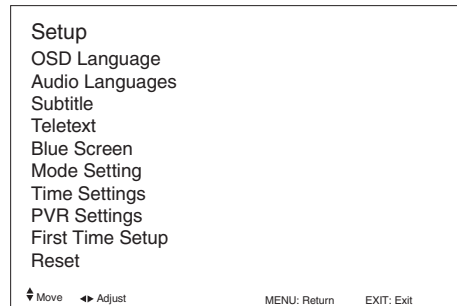 Setup
OSD Language
Audio Languages
Subtitle
Teletext
Blue Screen
Mode Setting
Time Settings
PVR Settings
First Time Setup
Reset
Move Adjust MENU: Return EXIT: Exit